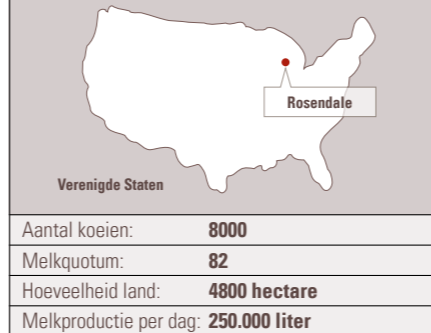 Rosendale
Verenigde Staten
Aantal koeien: 8000
Melkquotum: 82
Hoeveelheid land: 4800 hectare
Melkproductie per dag: 250.000 liter